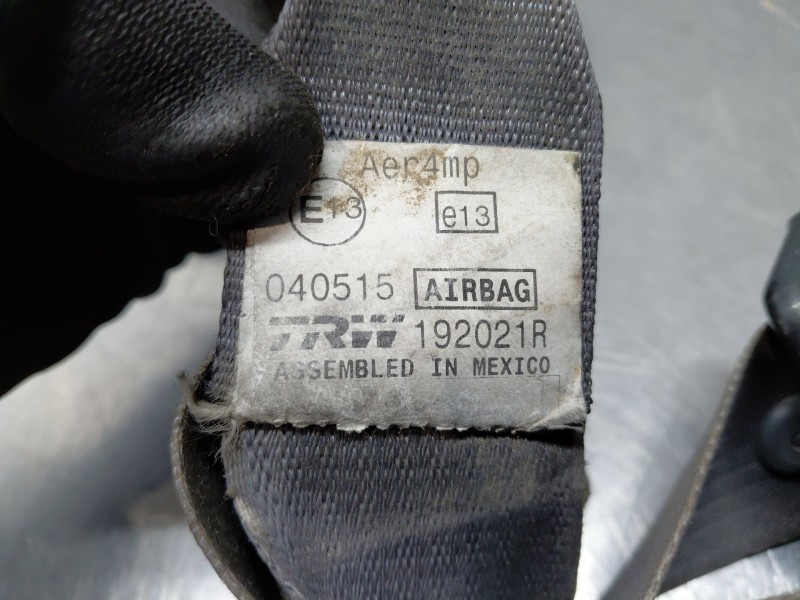 Aer4mp
E13 e13
040515 AIRBAG
TRW 192021R
ASSEMBLED IN MEXICO